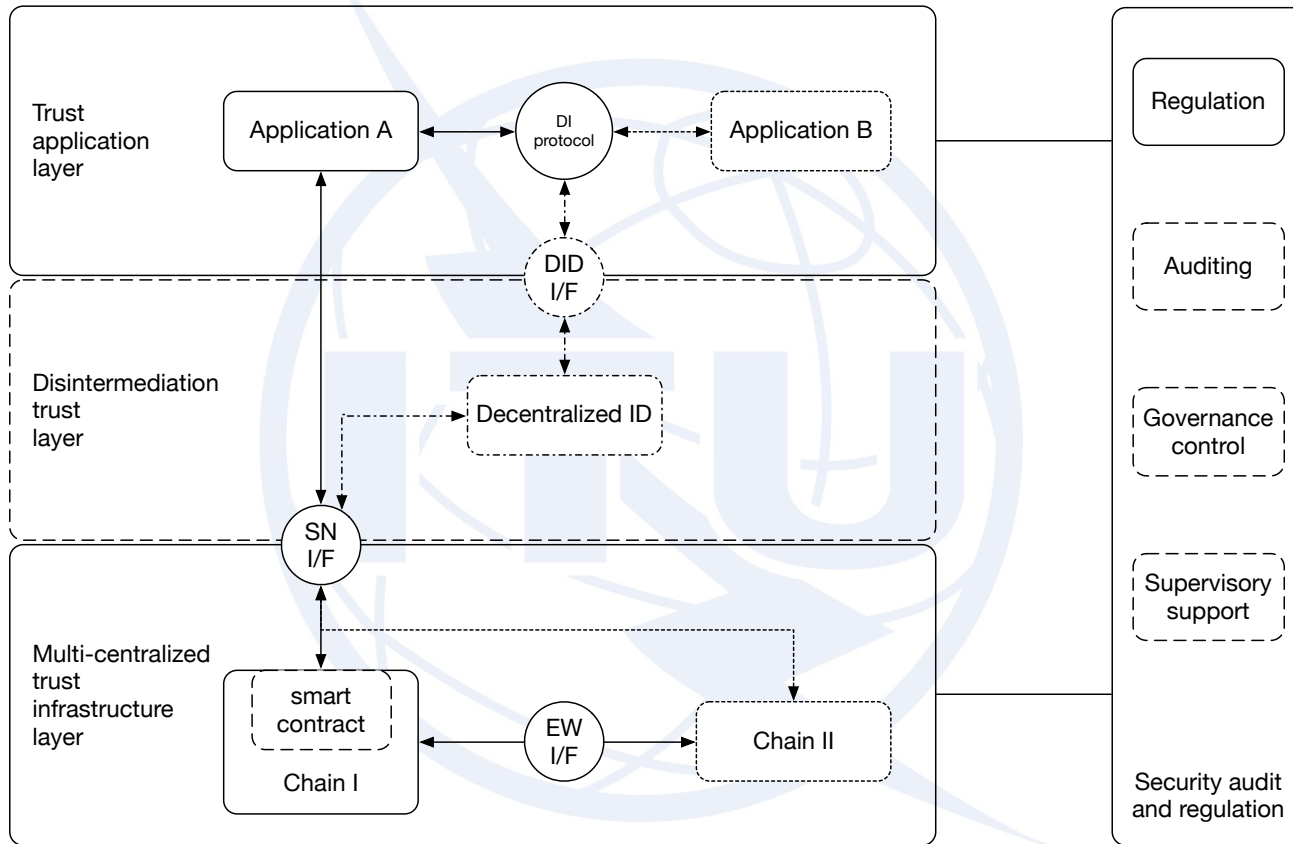 Trust
application
layer
Application A
DI
protocol
Application B
DID
I/F
Disintermediation
trust
layer
Decentralized ID
SN
I/F
Multi-centralized
trust
infrastructure
layer
smart
contract
Chain I
EW
I/F
Chain II
Regulation
Auditing
Governance
control
Supervisory
support
Security audit
and regulation
ITU